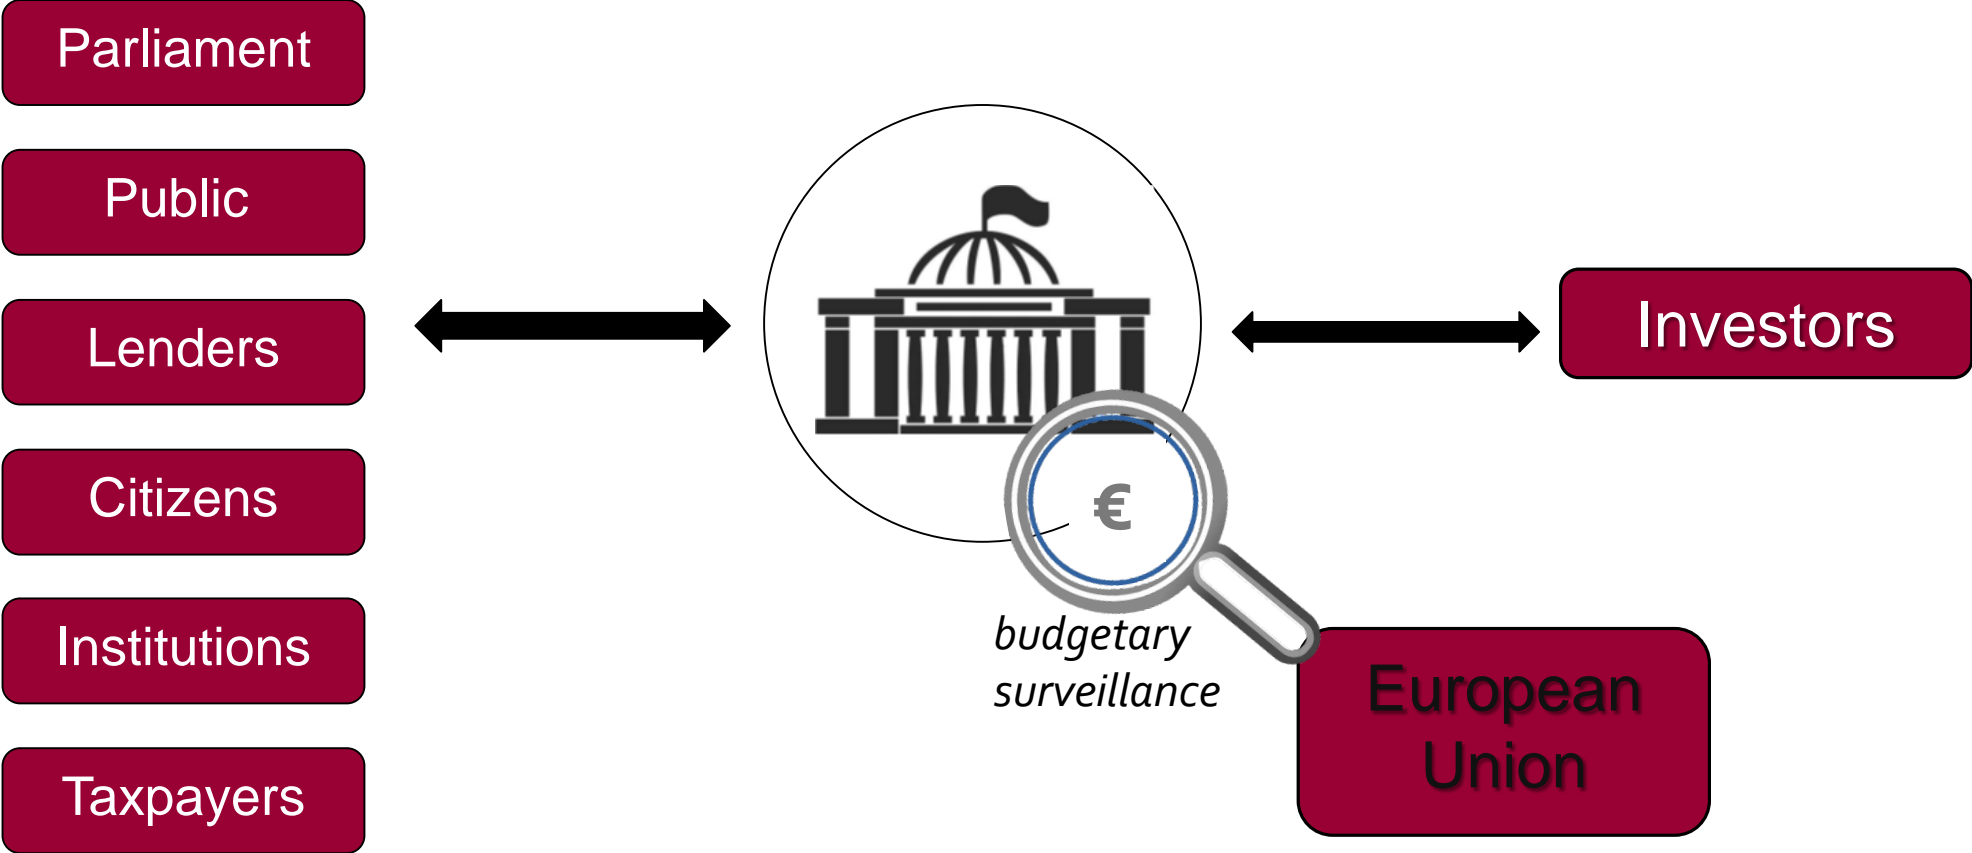 Parliament
Public
Lenders
Citizens
Institutions
Taxpayers
€
budgetary
surveillance
Investors
European
Union